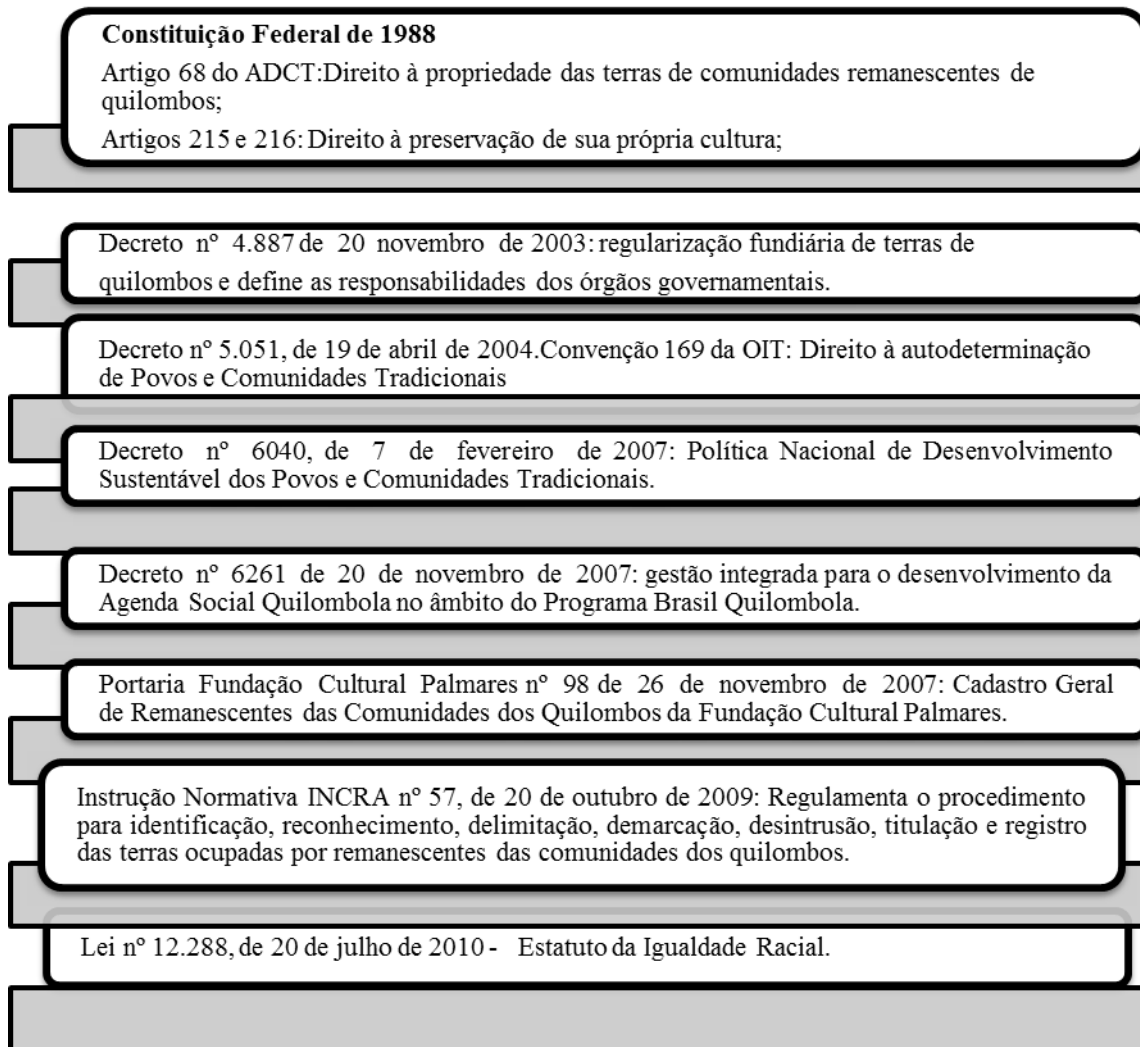 Constituição Federal de 1988
Artigo 68 do ADCT:Direito à propriedade das terras de comunidades remanescentes de
quilombos;
Artigos 215 e 216: Direito à preservação de sua própria cultura;
Decreto nº 4.887 de 20 novembro de 2003: regularização fundiária de terras de
quilombos e define as responsabilidades dos órgãos governamentais.
Decreto nº 5.051, de 19 de abril de 2004.Convenção 169 da OIT: Direito à autodeterminação
de Povos e Comunidades Tradicionais
Decreto nº 6040, de 7 de fevereiro de 2007: Política Nacional de Desenvolvimento
Sustentável dos Povos e Comunidades Tradicionais.
Decreto nº 6261 de 20 de novembro de 2007: gestão integrada para o desenvolvimento da
Agenda Social Quilombola no âmbito do Programa Brasil Quilombola.
Portaria Fundação Cultural Palmares nº 98 de 26 de novembro de 2007: Cadastro Geral
de Remanescentes das Comunidades dos Quilombos da Fundação Cultural Palmares.
Instrução Normativa INCRA nº 57, de 20 de outubro de 2009: Regulamenta o procedimento
para identificação, reconhecimento, delimitação, demarcação, desintrusão, titulação e registro
das terras ocupadas por remanescentes das comunidades dos quilombos.
Lei nº 12.288, de 20 de julho de 2010 - Estatuto da Igualdade Racial.